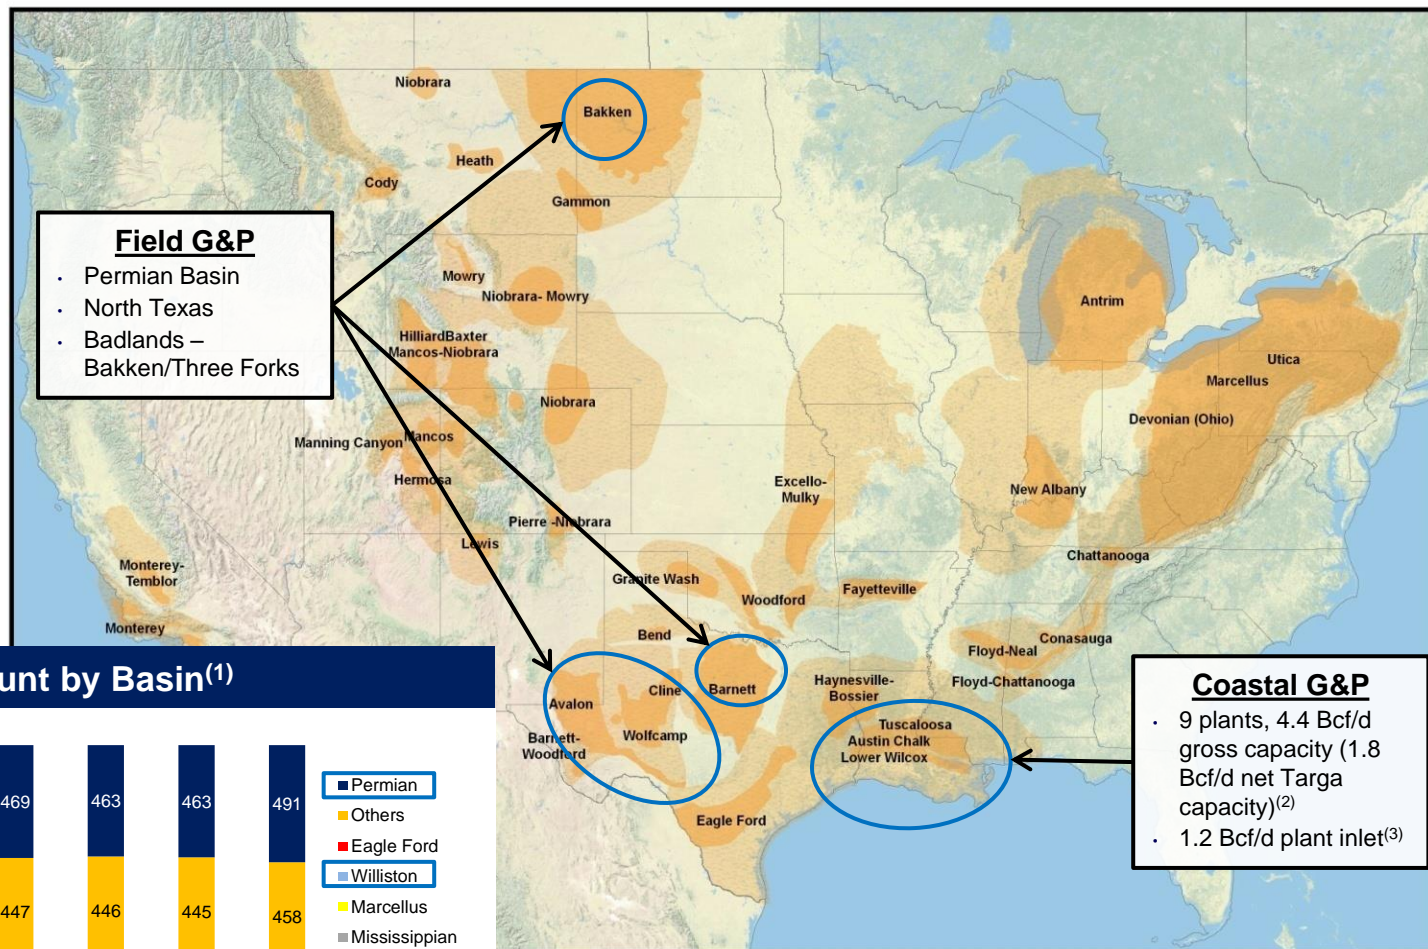 Niobrara
Bakken
Heath
Cody
Gammon
Field G&P
· Permian Basin
· North Texas
· Badlands –
Bakken/Three Forks
Mowry
Niobrara- Mowry
HilliardBaxter
Mancos-Niobrara
Antrim
Utica
Marcellus
Devonian (Ohio)
Niobrara
Manning Canyon
Mancos
Hermosa
Excello-
Mulky
New Albany
Pierre -Niobrara
Lewis
Chattanooga
Monterey-
Temblor
Granite Wash
Woodford
Fayetteville
Monterey
Bend
Conasauga
Floyd-Neal
Floyd-Chattanooga
Haynesville-
Bossier
Cline
Barnett
Avalon
Wolfcamp
Barnett-
Woodford
Tuscaloosa
Austin Chalk
Lower Wilcox
Eagle Ford
Coastal G&P
· 9 plants, 4.4 Bcf/d
gross capacity (1.8
Bcf/d net Targa
capacity)(2)
· 1.2 Bcf/d plant inlet(3)
unt by Basin(1)
469 463 463 491
447 446 445 458
Permian
Others
Eagle Ford
Williston
Marcellus
Mississippian